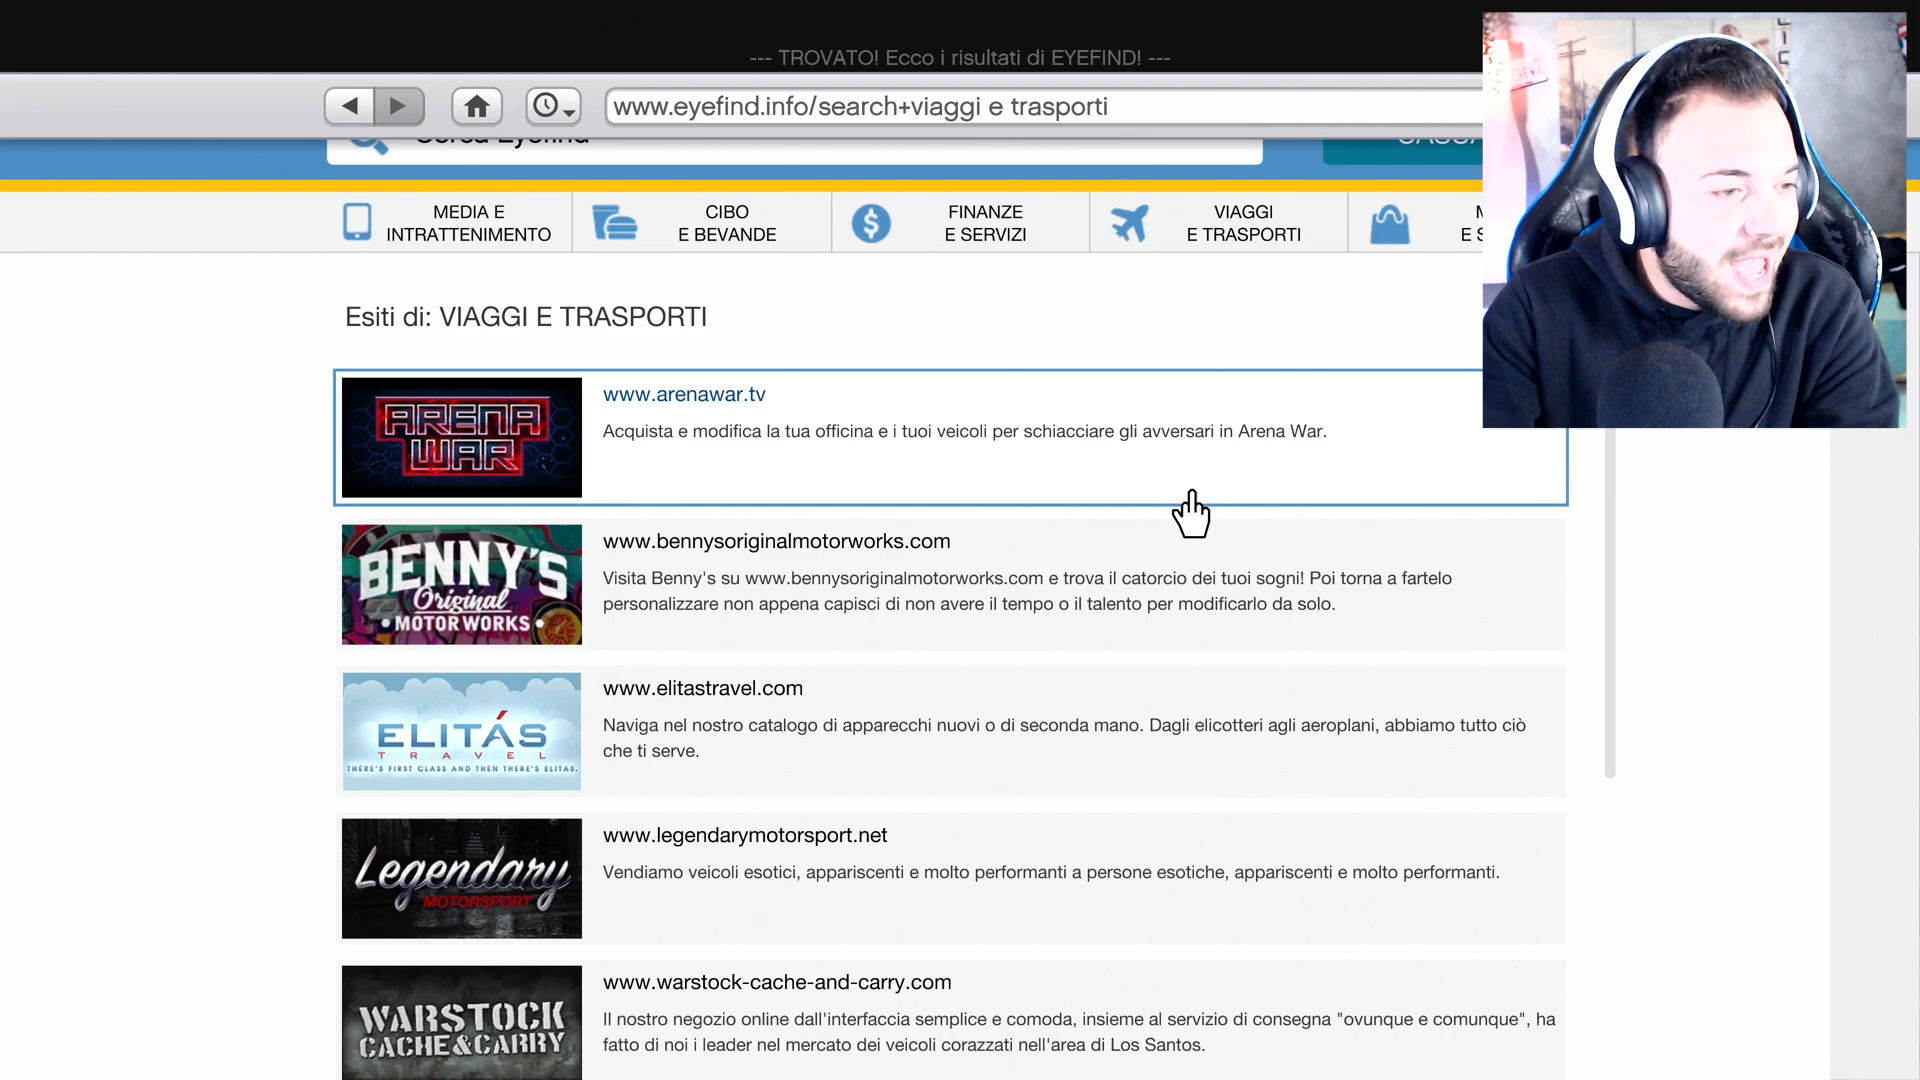 --- TROVATO! Ecco i risultati di EYEFIND! ---
www.eyefind.info/search+viaggi e trasporti
Cerca Eyefind
MEDIA E
INTRATTENIMENTO
CIBO
E BEVANDE
FINANZE
E SERVIZI
VIAGGI
E TRASPORTI
Esiti di: VIAGGI E TRASPORTI
ARENA
WAR
www.arenawar.tv
Acquista e modifica la tua officina e i tuoi veicoli per schiacciare gli avversari in Arena War.
BENNY'S
Original
MOTOR WORKS
www.bennysoriginalmotorworks.com
Visita Benny's su www.bennysoriginalmotorworks.com e trova il catorcio dei tuoi sogni! Poi torna a fartelo
personalizzare non appena capisci di non avere il tempo o il talento per modificarlo da solo.
ELITÁS
TRAVEL
THERE'S FIRST CLASS AND THEN THERE'S ELITAS.
www.elitastravel.com
Naviga nel nostro catalogo di apparecchi nuovi o di seconda mano. Dagli elicotteri agli aeroplani, abbiamo tutto ciò
che ti serve.
Legendary
MOTORSPORT
www.legendarymotorsport.net
Vendiamo veicoli esotici, appariscenti e molto performanti a persone esotiche, appariscenti e molto performanti.
WARSTOCK
CACHE&CARRY
www.warstock-cache-and-carry.com
Il nostro negozio online dall'interfaccia semplice e comoda, insieme al servizio di consegna "ovunque e comunque", ha
fatto di noi i leader nel mercato dei veicoli corazzati nell'area di Los Santos.